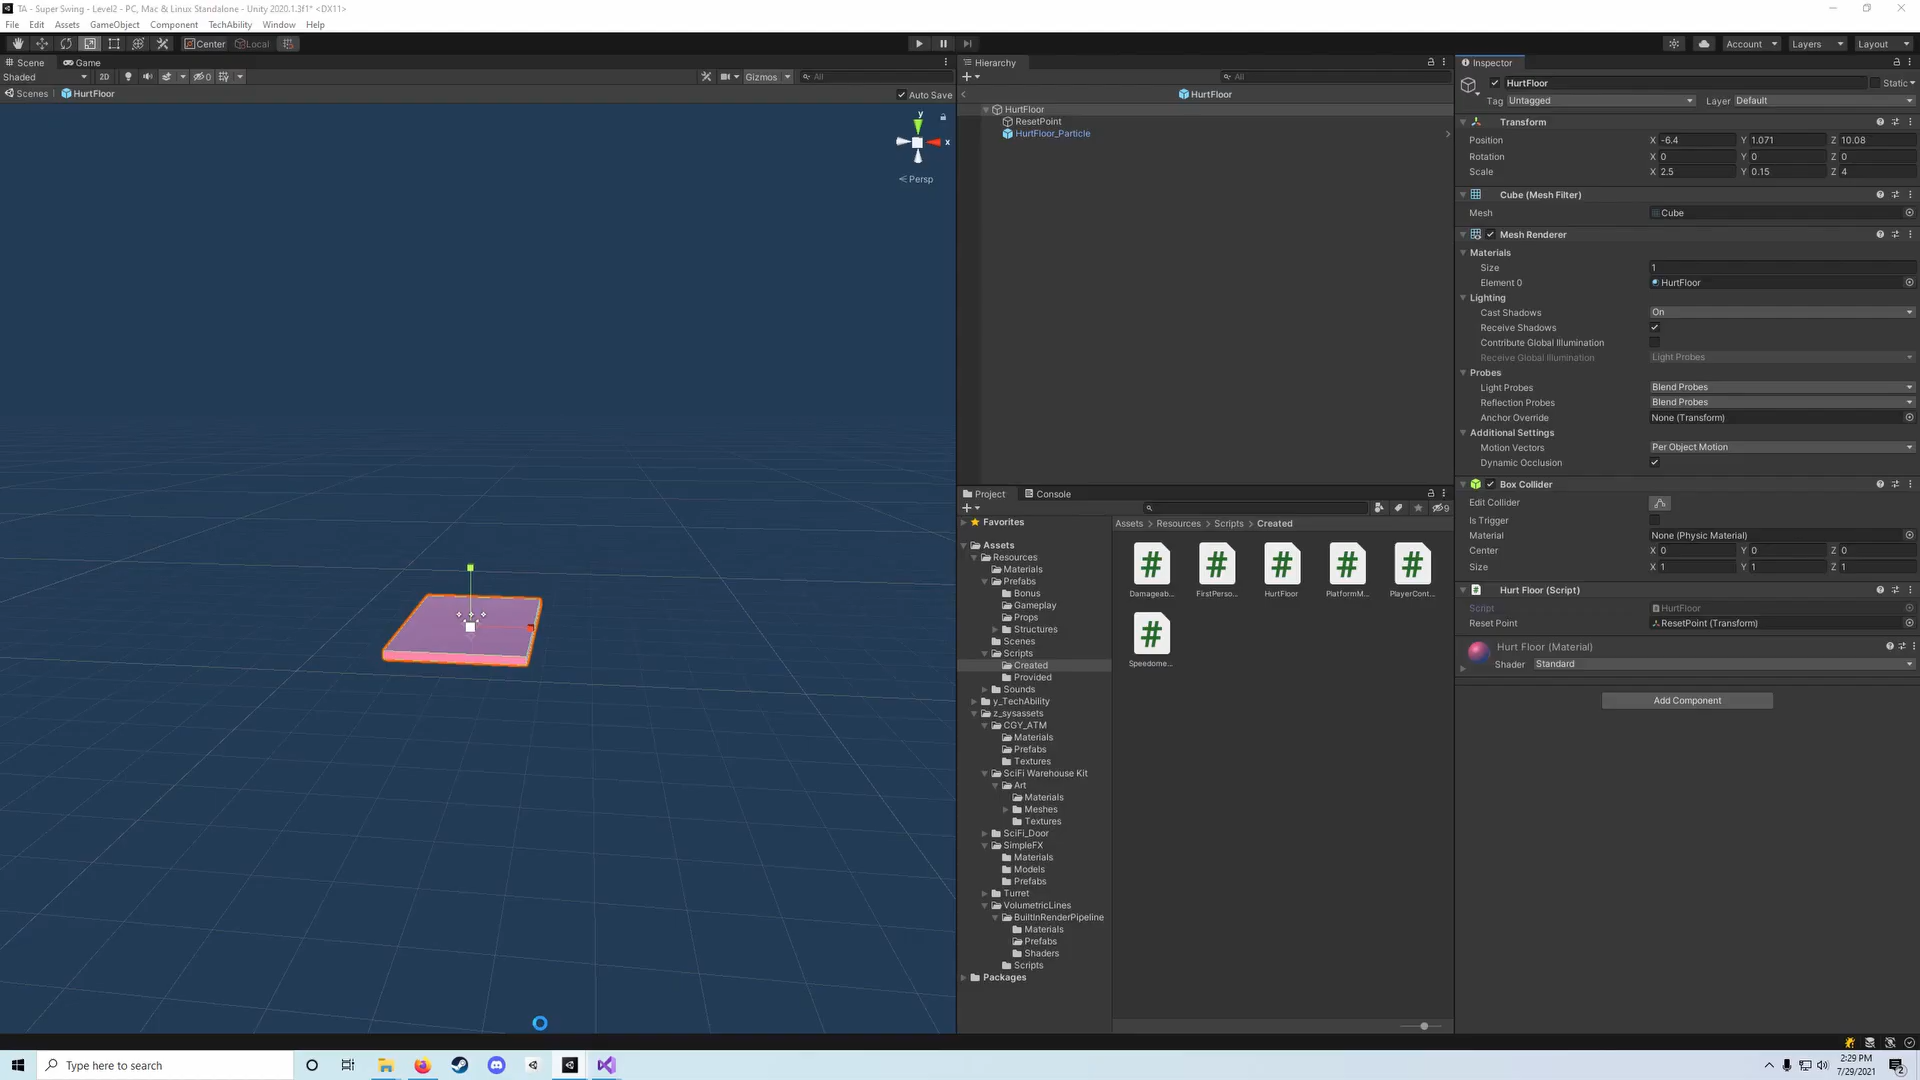 TA - Super Swing - Level2 - PC, Mac & Linux Standalone - Unity 2020.1.3f1* <DX11>
File Edit Assets GameObject Component TechAbility Window Help
Center Local Account Layers Layout
Scene Game
Shaded 2D 0 Gizmos All
Scenes HurtFloor Auto Save
y
x
Persp
Hierarchy
All
HurtFloor
HurtFloor
ResetPoint
HurtFloor_Particle
Project Console
9
Favorites
Assets
Resources
Materials
Prefabs
Bonus
Gameplay
Props
Structures
Scenes
Scripts
Created
Provided
Sounds
y_TechAbility
z_sysassets
CGY_ATM
Materials
Prefabs
Textures
SciFi Warehouse Kit
Art
Materials
Meshes
Textures
SciFi_Door
SimpleFX
Materials
Models
Prefabs
Turret
VolumetricLines
BuiltInRenderPipeline
Materials
Prefabs
Shaders
Scripts
Packages
Assets > Resources > Scripts > Created
# # # # #
Damageab... FirstPerso... HurtFloor PlatformM... PlayerCont...
#
Speedome...
Inspector
HurtFloor Static
Tag Untagged Layer Default
Transform
Position X -6.4 Y 1.071 Z 10.08
Rotation X 0 Y 0 Z 0
Scale X 2.5 Y 0.15 Z 4
Cube (Mesh Filter)
Mesh Cube
Mesh Renderer
Materials
Size 1
Element 0 HurtFloor
Lighting
Cast Shadows On
Receive Shadows
Contribute Global Illumination
Receive Global Illumination Light Probes
Probes
Light Probes Blend Probes
Reflection Probes Blend Probes
Anchor Override None (Transform)
Additional Settings
Motion Vectors Per Object Motion
Dynamic Occlusion
Box Collider
Edit Collider
Is Trigger
Material None (Physic Material)
Center X 0 Y 0 Z 0
Size X 1 Y 1 Z 1
Hurt Floor (Script)
Script HurtFloor
Reset Point ResetPoint (Transform)
Hurt Floor (Material)
Shader Standard
Add Component
Type here to search
2:29 PM
7/29/2021
2